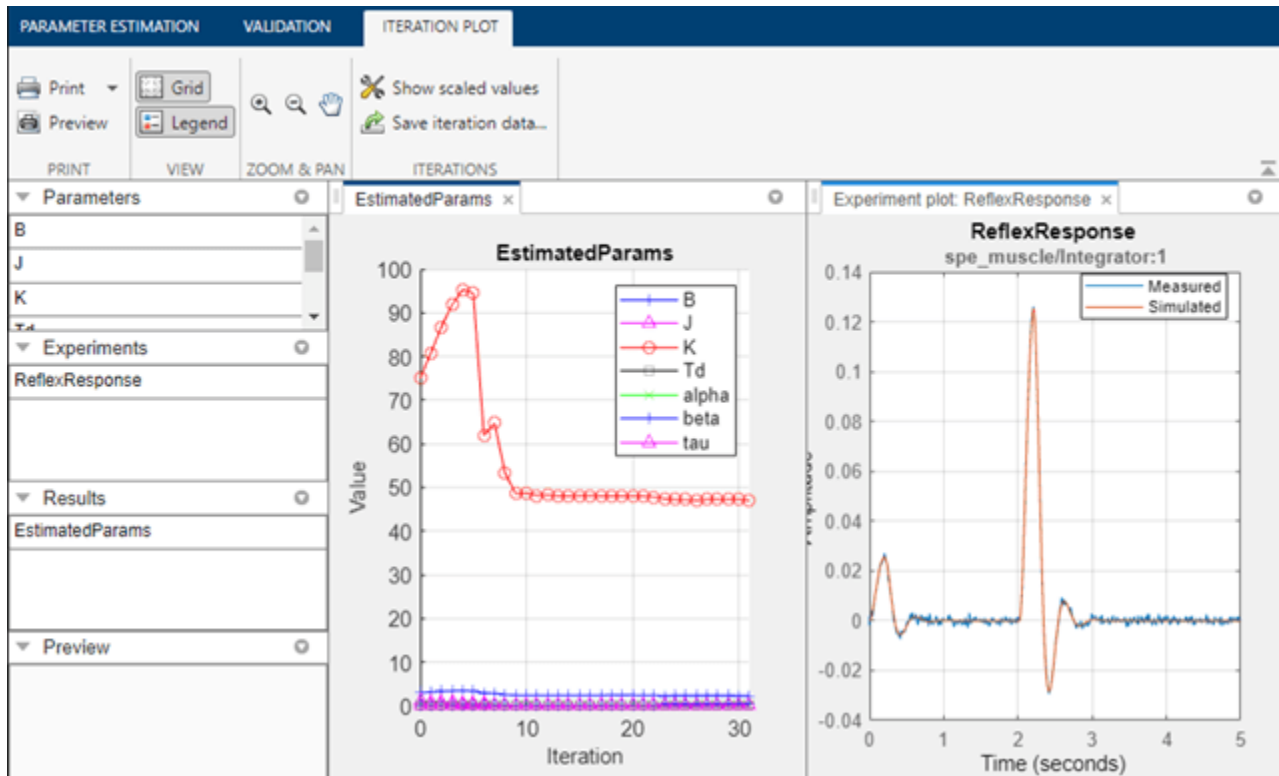 PARAMETER ESTIMATION VALIDATION ITERATION PLOT
Print Grid Show scaled values
Preview Legend Save iteration data...
PRINT VIEW ZOOM & PAN ITERATIONS
Parameters
B
J
K
Td
Experiments
ReflexResponse
Results
EstimatedParams
Preview
EstimatedParams ×
EstimatedParams
100
90
80
70
60
50
40
30
20
10
0
Value
B
J
K
Td
alpha
beta
tau
0 10 20 30
Iteration
Experiment plot: ReflexResponse ×
ReflexResponse
spe_muscle/Integrator:1
0.14
0.12
0.1
0.08
0.06
0.04
0.02
0
-0.02
-0.04
Amplitude
Measured
Simulated
0 1 2 3 4 5
Time (seconds)